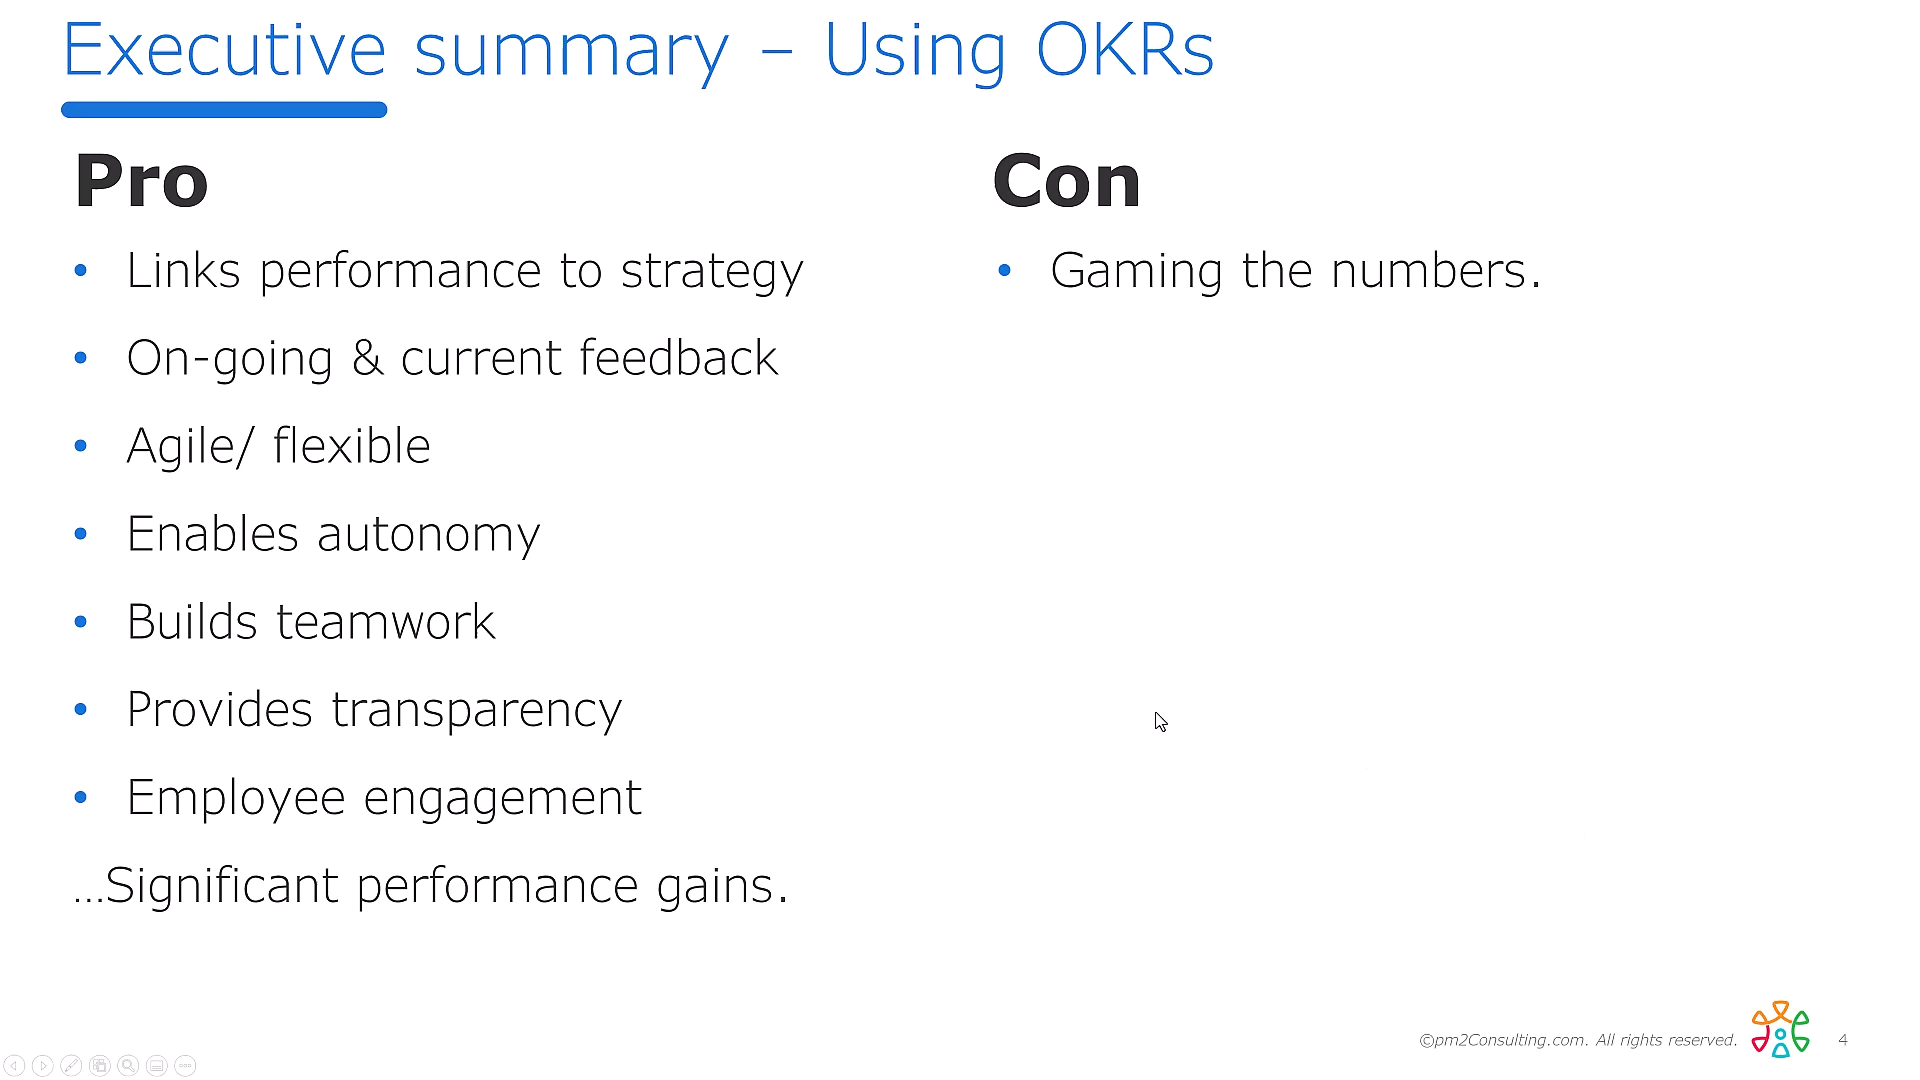 Executive summary – Using OKRs
Pro
• Links performance to strategy
• On-going & current feedback
• Agile/ flexible
• Enables autonomy
• Builds teamwork
• Provides transparency
• Employee engagement
...Significant performance gains.
Con
• Gaming the numbers.
©pm2Consulting.com. All rights reserved.
4